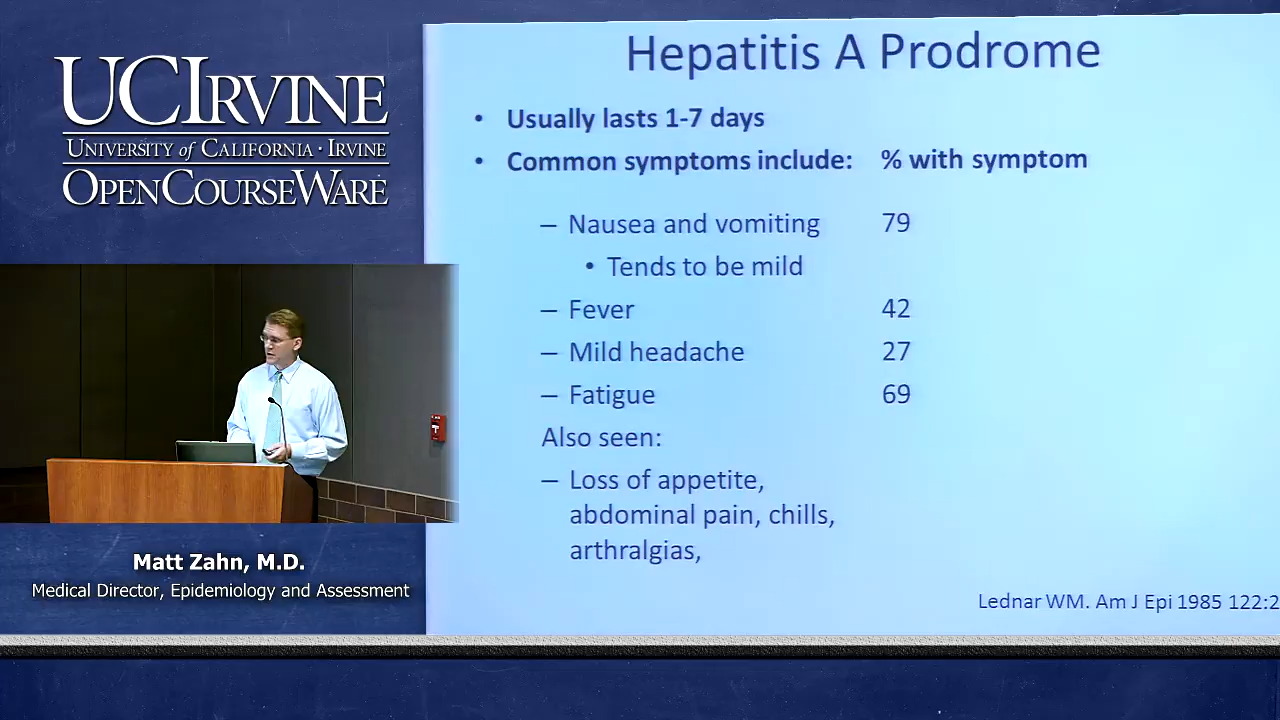 UCIRVINE
UNIVERSITY of CALIFORNIA · IRVINE
OPENCOURSEWARE
Matt Zahn, M.D.
Medical Director, Epidemiology and Assessment
Hepatitis A Prodrome
• Usually lasts 1-7 days
• Common symptoms include: % with symptom
– Nausea and vomiting 79
• Tends to be mild
– Fever 42
– Mild headache 27
– Fatigue 69
Also seen:
– Loss of appetite,
abdominal pain, chills,
arthralgias,
Lednar WM. Am J Epi 1985 122:2